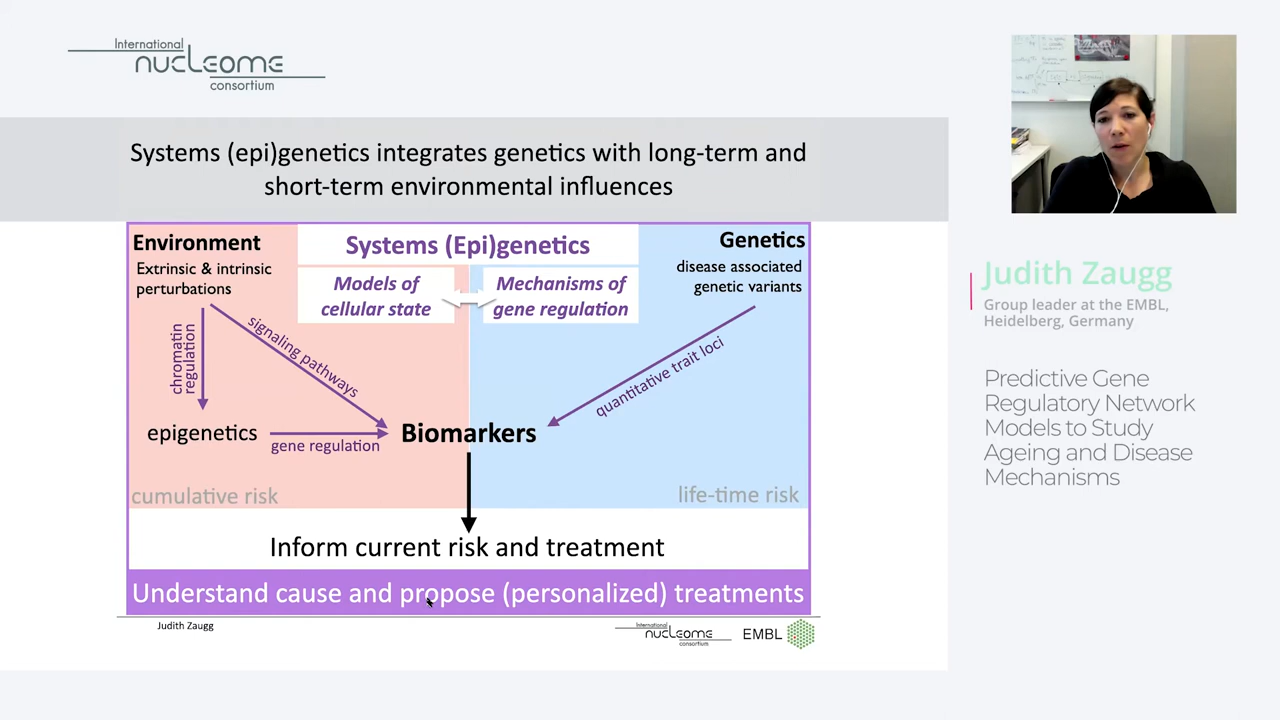 International
nucleome
consortium
Systems (epi)genetics integrates genetics with long-term and
short-term environmental influences
Environment
Extrinsic & intrinsic
perturbations
Systems (Epi)genetics
Models of
cellular state
Mechanisms of
gene regulation
Genetics
disease associated
genetic variants
chromatin
regulation
signaling pathways
quantitative trait loci
epigenetics
gene regulation
Biomarkers
cumulative risk
life-time risk
Inform current risk and treatment
Understand cause and propose (personalized) treatments
Judith Zaugg
International
nucleome
consortium
EMBL
Judith Zaugg
Group leader at the EMBL,
Heidelberg, Germany
Predictive Gene
Regulatory Network
Models to Study
Ageing and Disease
Mechanisms